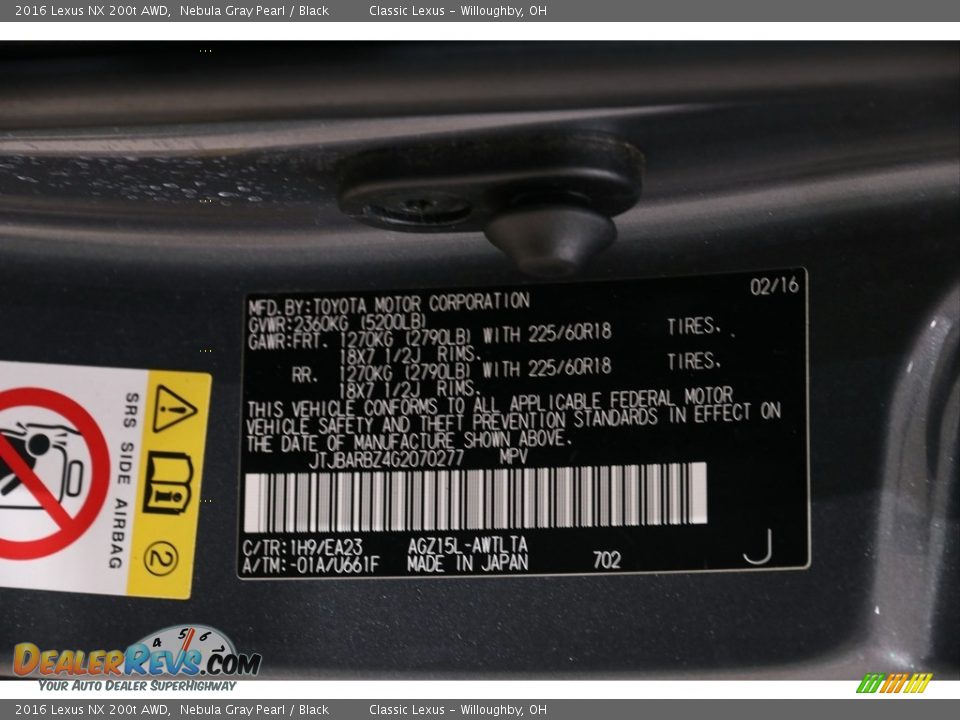 2016 Lexus NX 200t AWD, Nebula Gray Pearl / Black Classic Lexus - Willoughby, OH
02/16
MFD.BY:TOYOTA MOTOR CORPORATION
GVWR:2360KG (5200LB)
GAWR:FRT. 1270KG (2790LB) WITH 225/60R18 TIRES.
18X7 1/2J RIMS.
RR. 1270KG (2790LB) WITH 225/60R18 TIRES.
18X7 1/2J RIMS.
THIS VEHICLE CONFORMS TO ALL APPLICABLE FEDERAL MOTOR
VEHICLE SAFETY AND THEFT PREVENTION STANDARDS IN EFFECT ON
THE DATE OF MANUFACTURE SHOWN ABOVE.
JTJBARBZ4G2070277 MPV
C/TR:1H9/EA23 AGZ15L-AWTLTA
A/TM:-01A/U661F MADE IN JAPAN 702 J
SRS SIDE AIRBAG
2
4 5 6
DEALERREVS.COM
YOUR AUTO DEALER SUPERHIGHWAY
2016 Lexus NX 200t AWD, Nebula Gray Pearl / Black Classic Lexus - Willoughby, OH